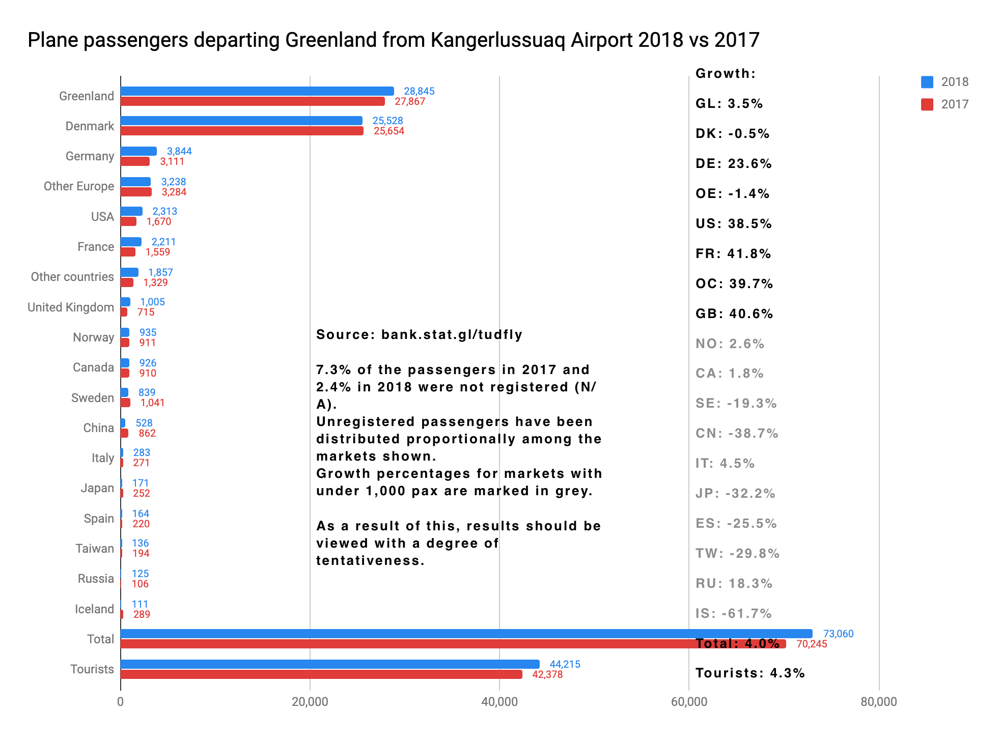 Plane passengers departing Greenland from Kangerlussuaq Airport 2018 vs 2017
2018
2017
Greenland
28,845
27,867
Denmark
25,528
25,654
Germany
3,844
3,111
Other Europe
3,238
3,284
USA
2,313
1,670
France
2,211
1,559
Other countries
1,857
1,329
United Kingdom
1,005
715
Norway
935
911
Canada
926
910
Sweden
839
1,041
China
528
862
Italy
283
271
Japan
171
252
Spain
164
220
Taiwan
136
194
Russia
125
106
Iceland
111
289
Total
73,060
70,245
Tourists
44,215
42,378
0
20,000
40,000
60,000
80,000
Source: bank.stat.gl/tudfly
7.3% of the passengers in 2017 and
2.4% in 2018 were not registered (N/
A).
Unregistered passengers have been
distributed proportionally among the
markets shown.
Growth percentages for markets with
under 1,000 pax are marked in grey.
As a result of this, results should be
viewed with a degree of
tentativeness.
Growth:
GL: 3.5%
DK: -0.5%
DE: 23.6%
OE: -1.4%
US: 38.5%
FR: 41.8%
OC: 39.7%
GB: 40.6%
NO: 2.6%
CA: 1.8%
SE: -19.3%
CN: -38.7%
IT: 4.5%
JP: -32.2%
ES: -25.5%
TW: -29.8%
RU: 18.3%
IS: -61.7%
Total: 4.0%
Tourists: 4.3%